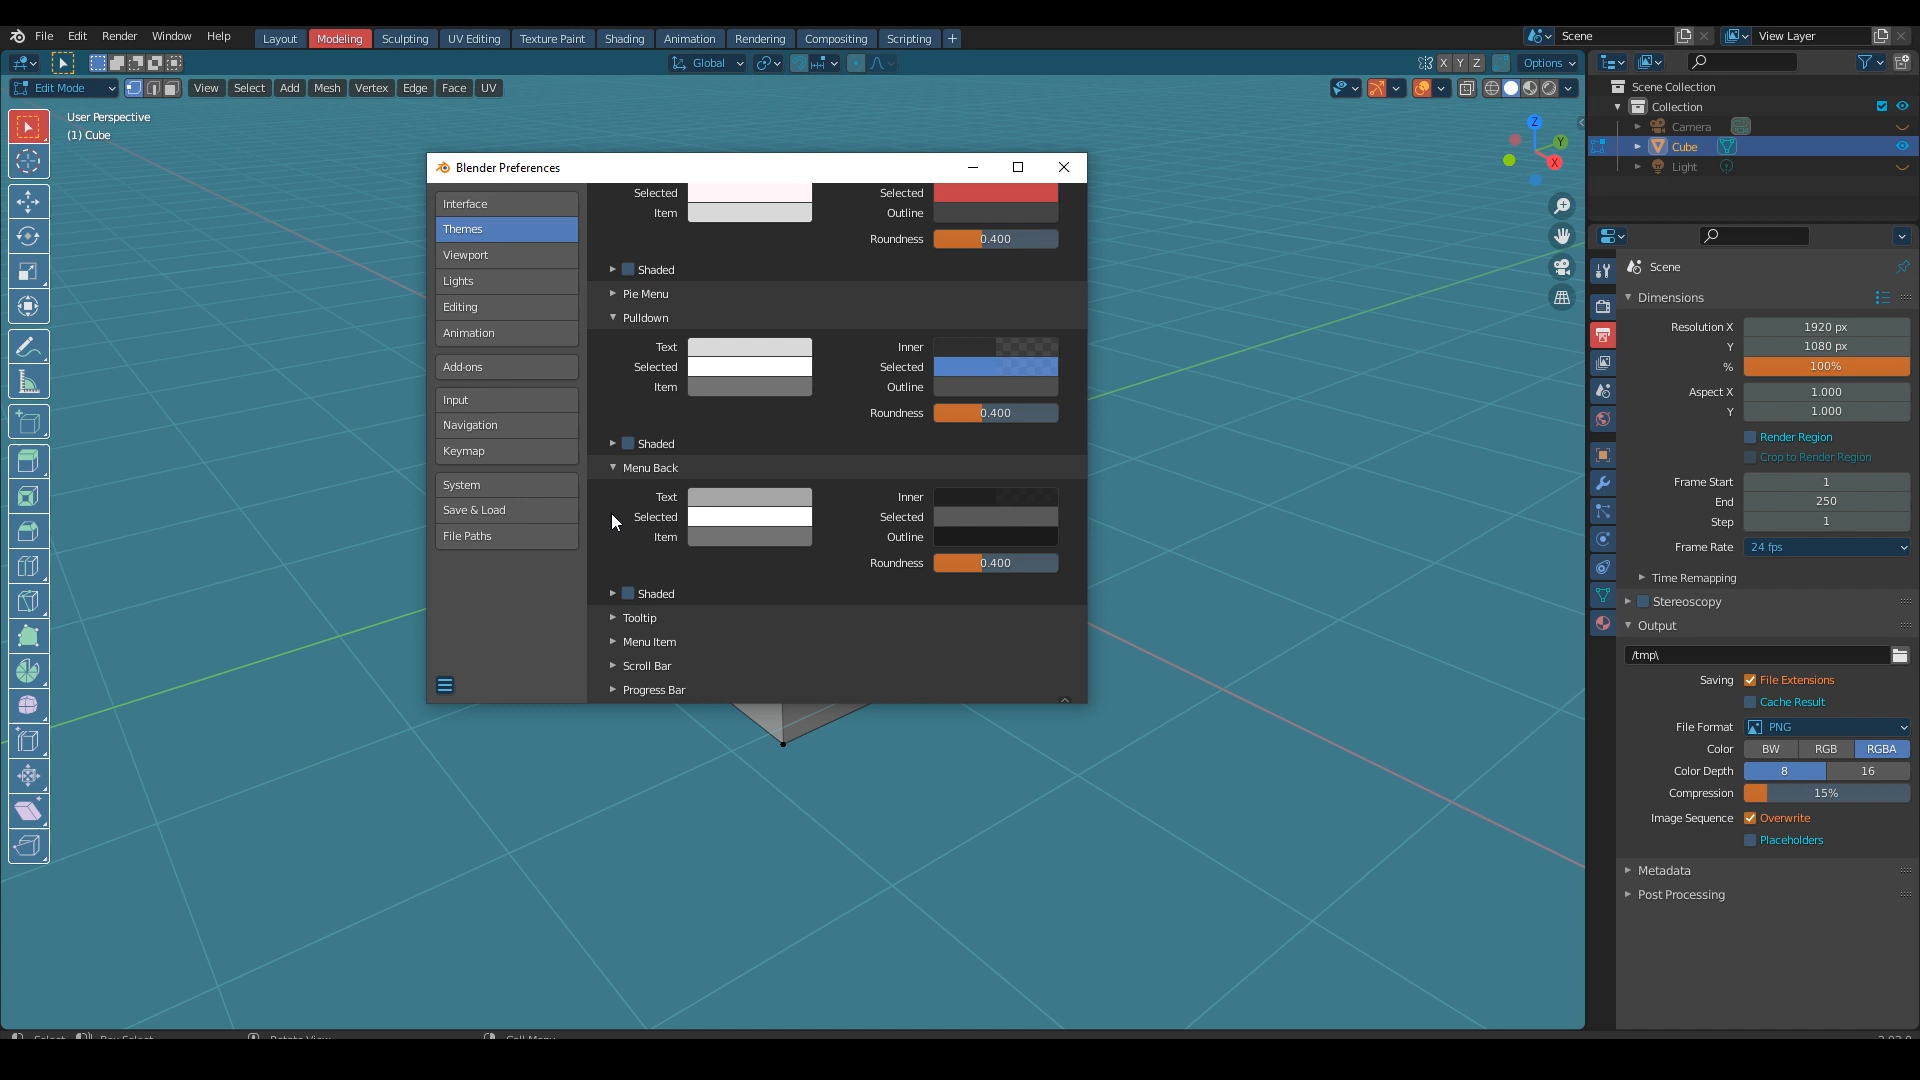 File Edit Render Window Help Layout Modeling Sculpting UV Editing Texture Paint Shading Animation Rendering Compositing Scripting + Scene View Layer
Global X Y Z Options
Edit Mode View Select Add Mesh Vertex Edge Face UV
User Perspective
(1) Cube
Z
Y
X
Blender Preferences
Interface
Themes
Viewport
Lights
Editing
Animation
Add-ons
Input
Navigation
Keymap
System
Save & Load
File Paths
Selected Selected
Item Outline
Roundness 0.400
Shaded
Pie Menu
Pulldown
Text Inner
Selected Selected
Item Outline
Roundness 0.400
Shaded
Menu Back
Text Inner
Selected Selected
Item Outline
Roundness 0.400
Shaded
Tooltip
Menu Item
Scroll Bar
Progress Bar
Scene Collection
Collection
Camera
Cube
Light
Scene
Dimensions
Resolution X 1920 px
Y 1080 px
% 100%
Aspect X 1.000
Y 1.000
Render Region
Crop to Render Region
Frame Start 1
End 250
Step 1
Frame Rate 24 fps
Time Remapping
Stereoscopy
Output
/tmp\
Saving File Extensions
Cache Result
File Format PNG
Color BW RGB RGBA
Color Depth 8 16
Compression 15%
Image Sequence Overwrite
Placeholders
Metadata
Post Processing